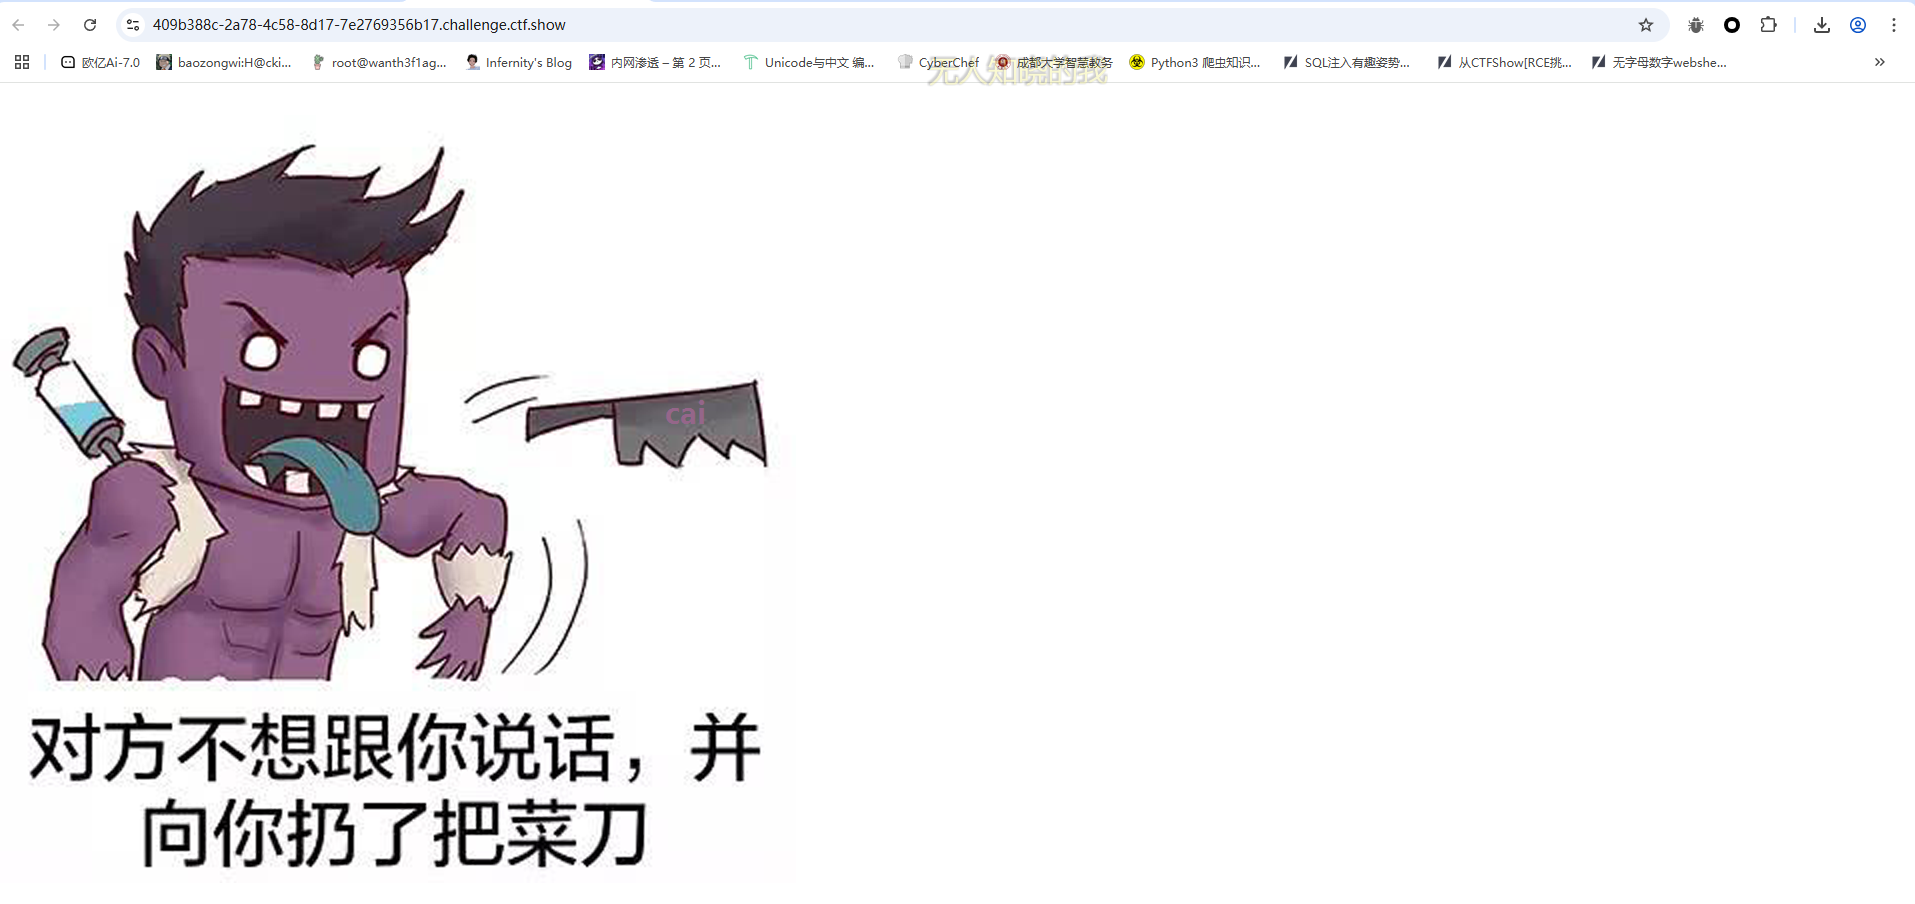 409b388c-2a78-4c58-8d17-7e2769356b17.challenge.ctf.show
欧亿Ai-7.0 baozongwi:H@cki... root@wanth3f1ag... Infernity's Blog 内网渗透 – 第 2 页... Unicode与中文 编... CyberChef 成都大学智慧教务 Python3 爬虫知识... SQL注入有趣姿势... 从CTFShow[RCE挑... 无字母数字webshe...
无人知晓的我
cai
对方不想跟你说话，并
向你扔了把菜刀